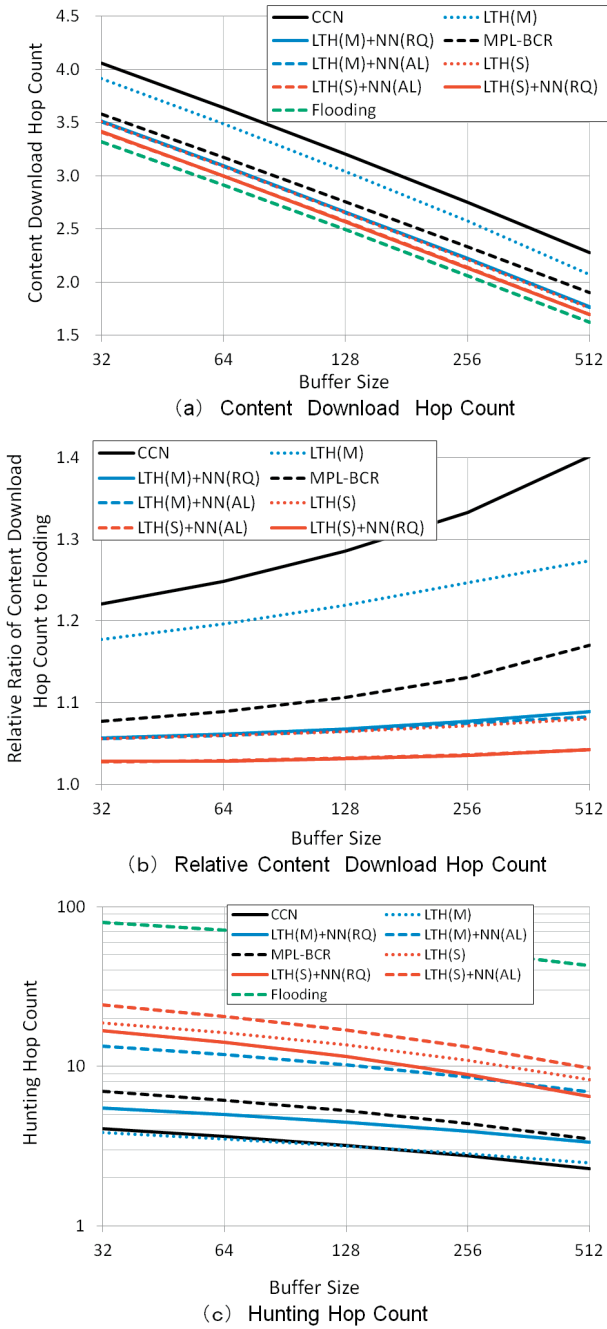 4.5
4.0
3.5
3.0
2.5
2.0
1.5
Content Download Hop Count
CCN
LTH(M)
LTH(M)+NN(RQ)
MPL-BCR
LTH(M)+NN(AL)
LTH(S)
LTH(S)+NN(AL)
LTH(S)+NN(RQ)
Flooding
32 64 128 256 512
Buffer Size
(a) Content Download Hop Count
1.4
1.3
1.2
1.1
1.0
Relative Ratio of Content Download
Hop Count to Flooding
CCN
LTH(M)
LTH(M)+NN(RQ)
MPL-BCR
LTH(M)+NN(AL)
LTH(S)
LTH(S)+NN(AL)
LTH(S)+NN(RQ)
32 64 128 256 512
Buffer Size
(b) Relative Content Download Hop Count
100
10
1
Hunting Hop Count
CCN
LTH(M)
LTH(M)+NN(RQ)
LTH(M)+NN(AL)
MPL-BCR
LTH(S)
LTH(S)+NN(RQ)
LTH(S)+NN(AL)
Flooding
32 64 128 256 512
Buffer Size
(c) Hunting Hop Count